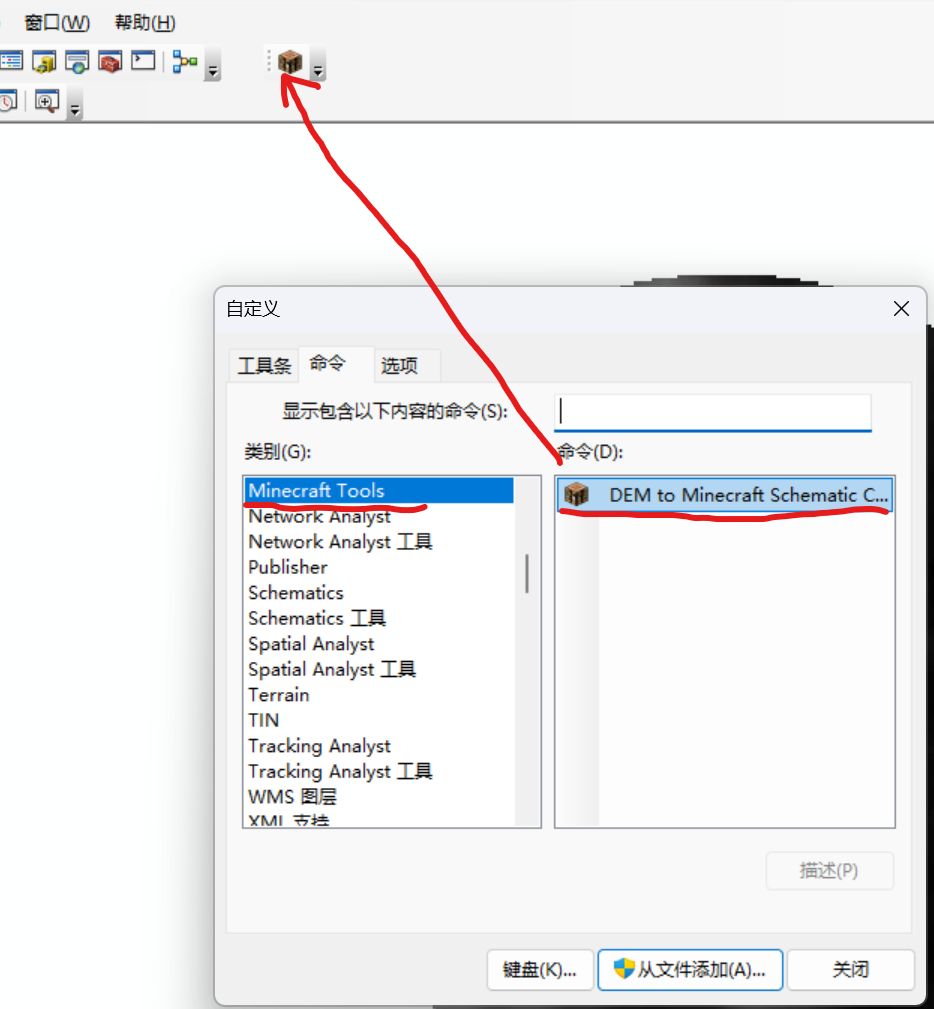 窗口(W) 帮助(H)
自定义
工具条 命令 选项
显示包含以下内容的命令(S):
类别(G):
命令(D):
Minecraft Tools
Network Analyst
Network Analyst 工具
Publisher
Schematics
Schematics 工具
Spatial Analyst
Spatial Analyst 工具
Terrain
TIN
Tracking Analyst
Tracking Analyst 工具
WMS 图层
XML 支持
DEM to Minecraft Schematic C...
描述(P)
键盘(K)... 从文件添加(A)... 关闭